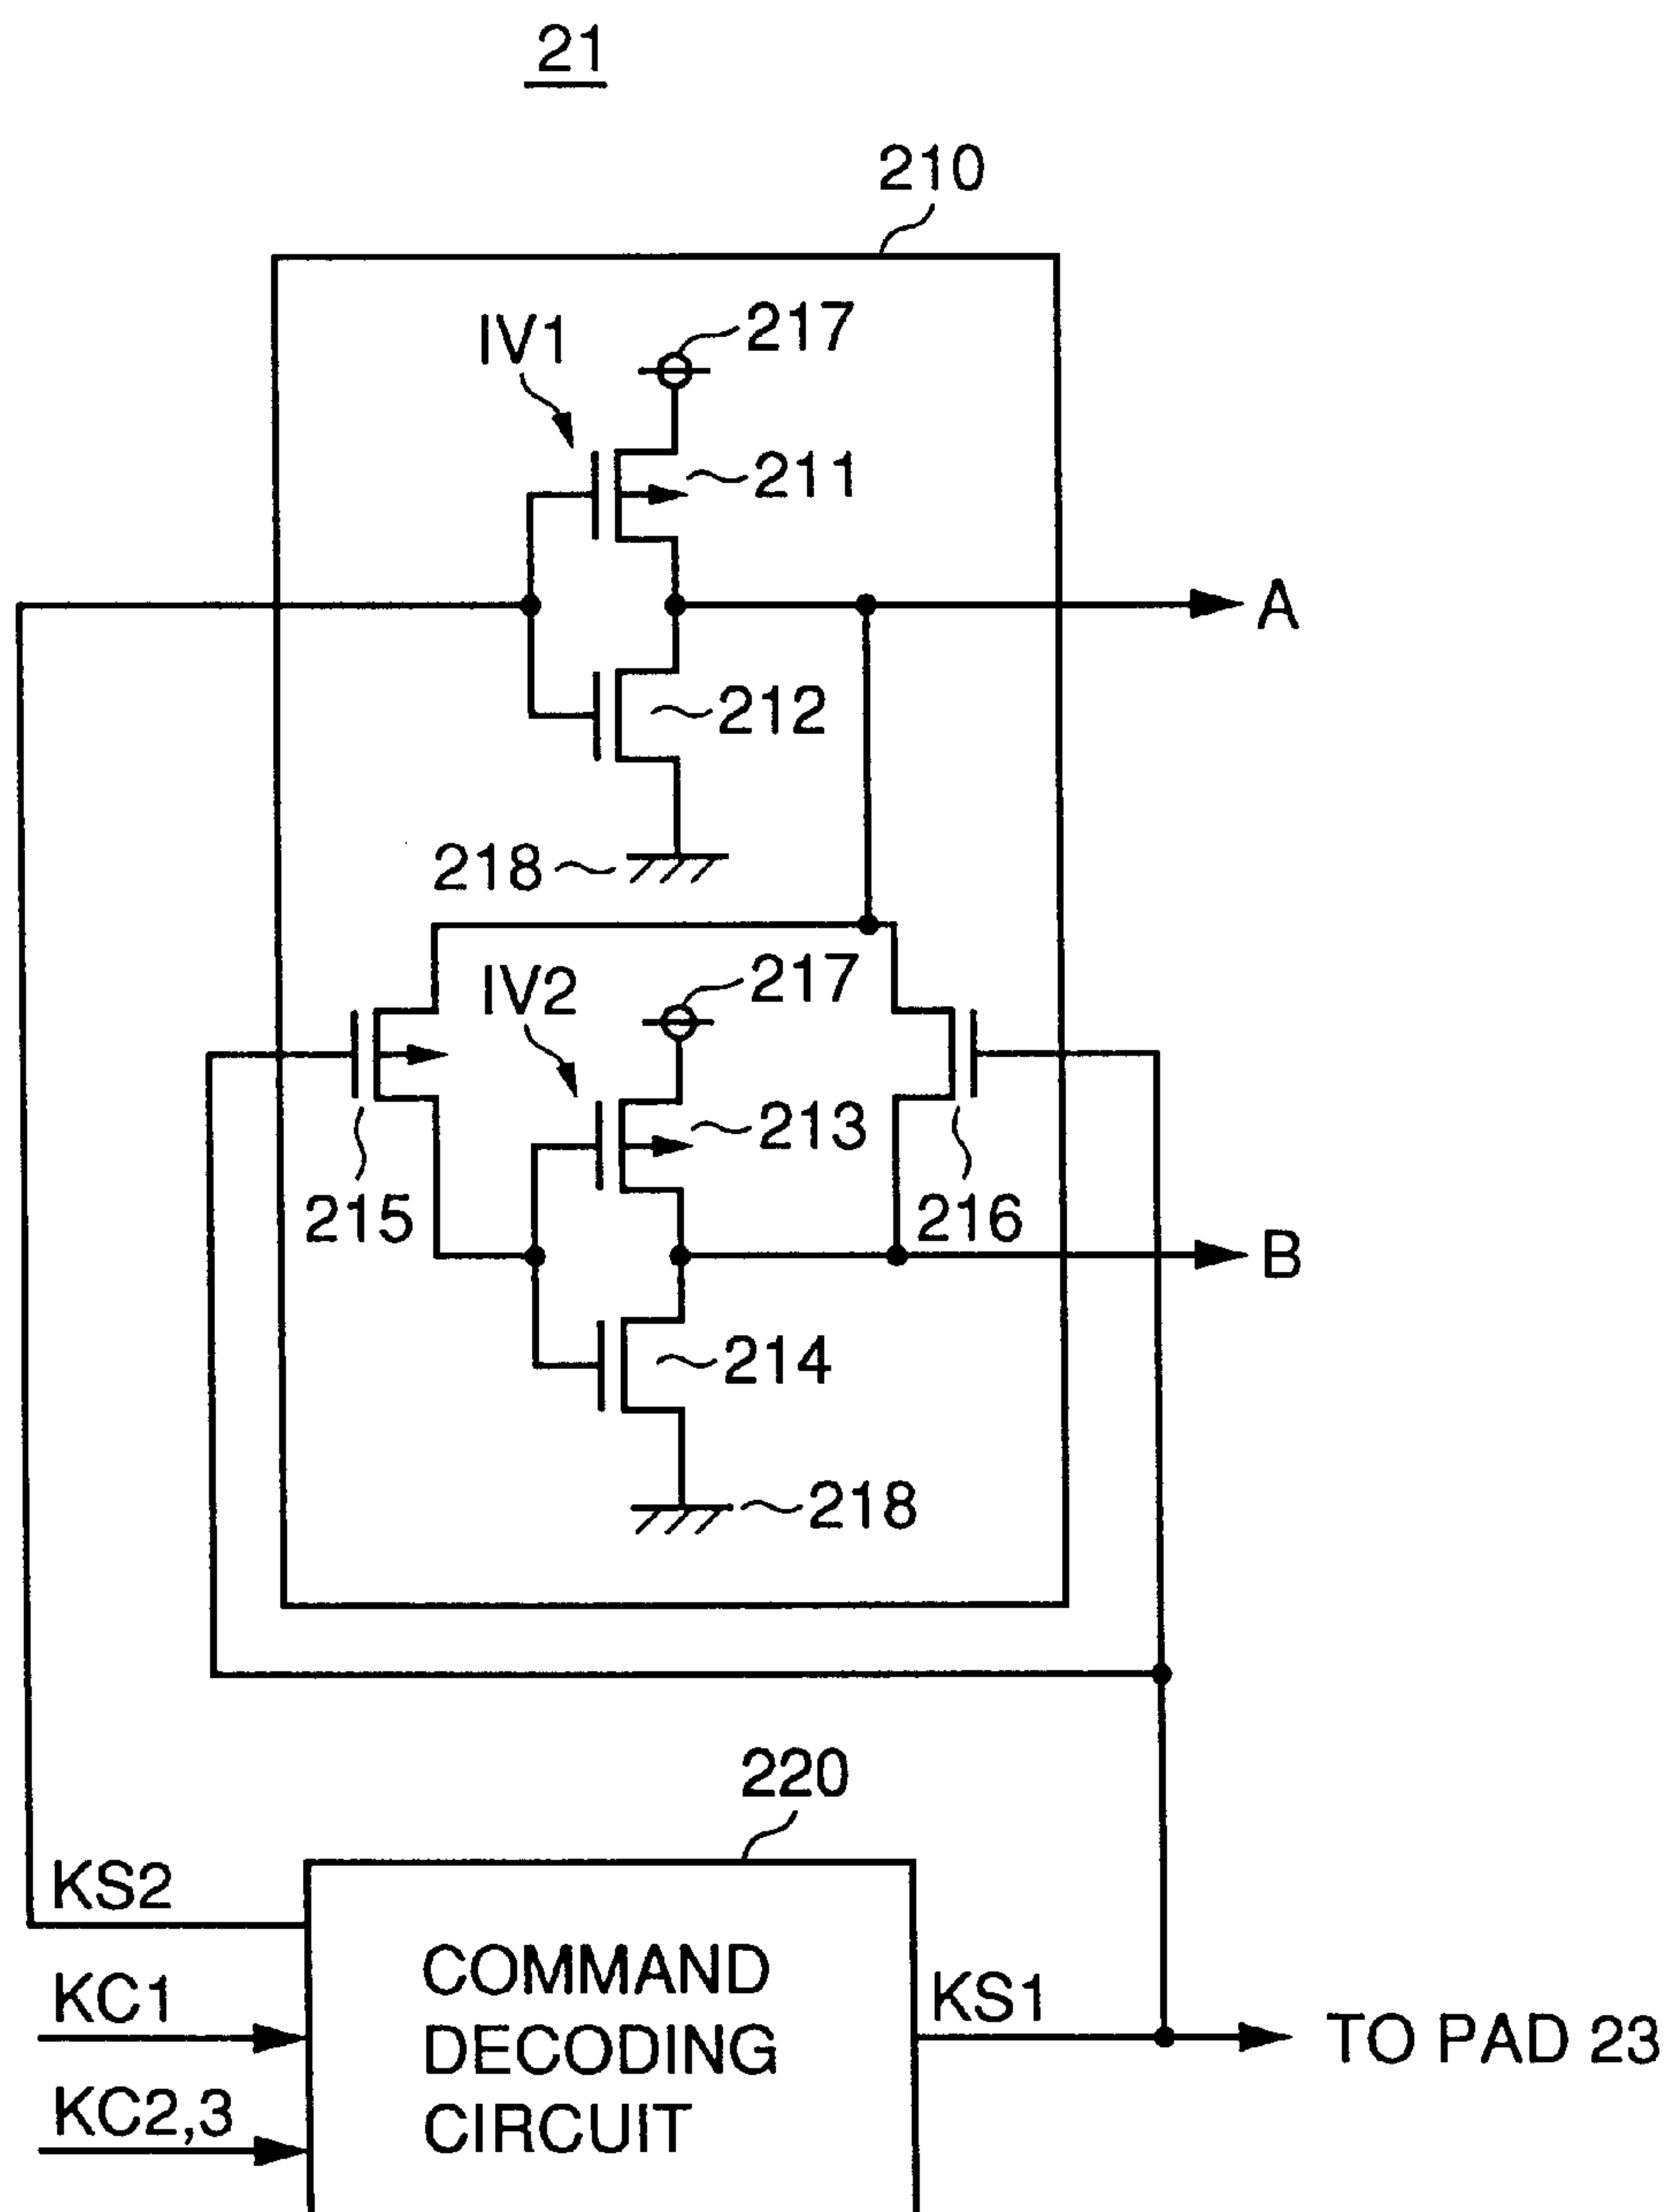 21
210
IV1
217
211
A
212
218
IV2
217
213
215
216
B
214
218
220
KS2
KC1
KC2,3
COMMAND
DECODING
CIRCUIT
KS1
TO PAD 23